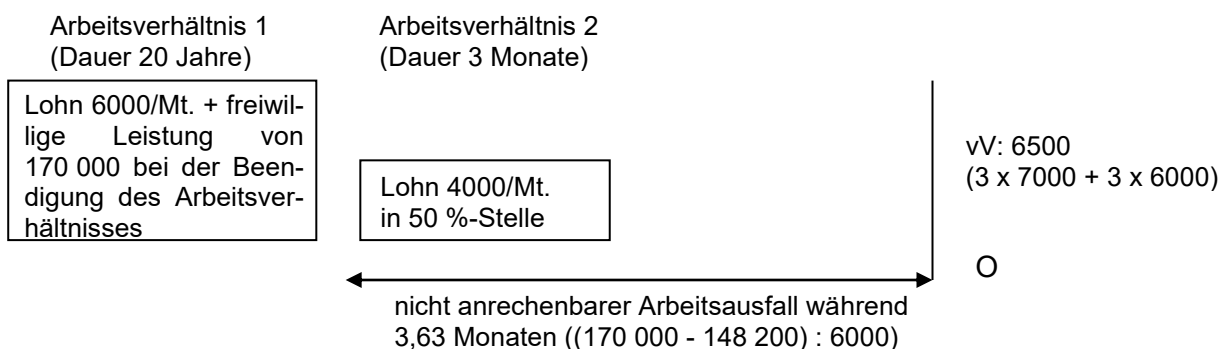 Arbeitsverhältnis 1
(Dauer 20 Jahre)
Arbeitsverhältnis 2
(Dauer 3 Monate)
Lohn 6000/Mt. + freiwil-
lige Leistung von
170 000 bei der Been-
digung des Arbeitsver-
hältnisses
Lohn 4000/Mt.
in 50 %-Stelle
vV: 6500
(3 x 7000 + 3 x 6000)
O
nicht anrechenbarer Arbeitsausfall während
3,63 Monaten ((170 000 - 148 200) : 6000)